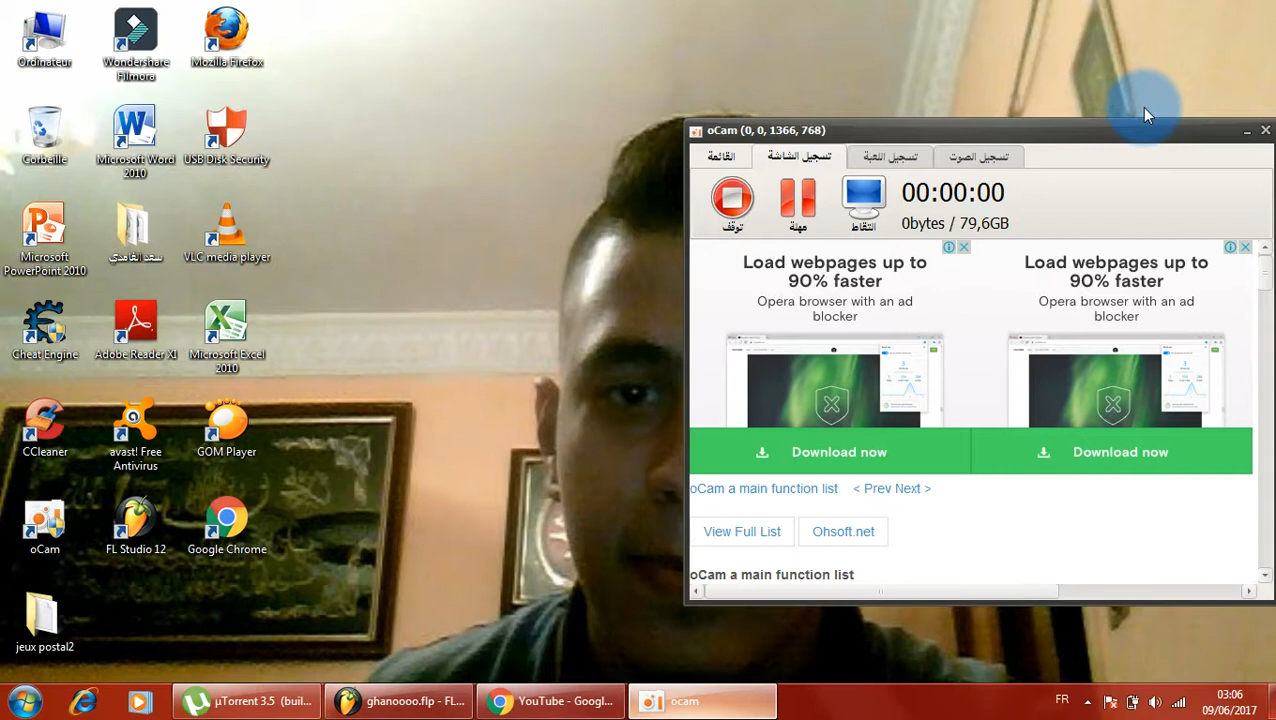 Ordinateur
Wondershare
Filmora
Mozilla Firefox
Corbeille
Microsoft Word
2010
USB Disk Security
Microsoft
PowerPoint 2010
سعد الغامدي
VLC media player
Cheat Engine
Adobe Reader XI
Microsoft Excel
2010
CCleaner
avast! Free
Antivirus
GOM Player
oCam
FL Studio 12
Google Chrome
jeux postal2
oCam (0, 0, 1366, 768)
القائمة
تسجيل الشاشة
تسجيل اللعبة
تسجيل الصوت
توقف
مهلة
التقاط
00:00:00
0bytes / 79,6GB
Load webpages up to
90% faster
Opera browser with an ad
blocker
Download now
Load webpages up to
90% faster
Opera browser with an ad
blocker
Download now
oCam a main function list
< Prev Next >
View Full List
Ohsoft.net
oCam a main function list
µTorrent 3.5 (buil...
ghanoooo.flp - FL...
YouTube - Googl...
ocam
FR
03:06
09/06/2017